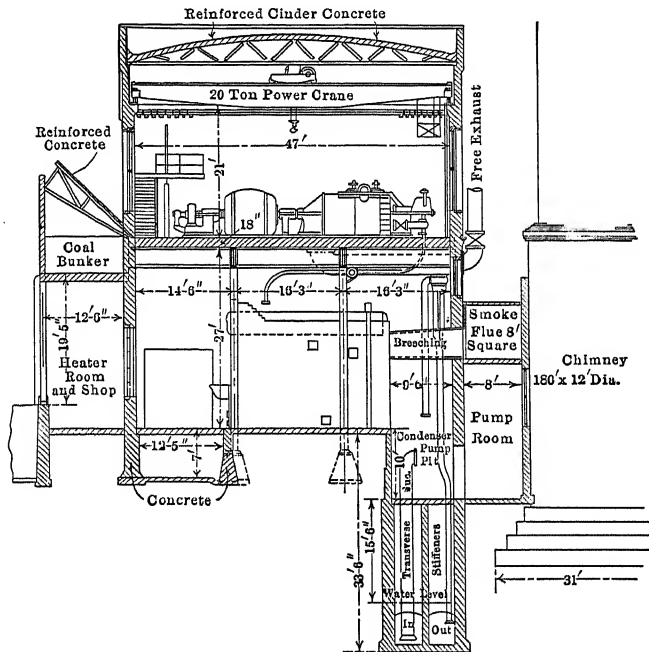 Reinforced Cinder Concrete
20 Ton Power Crane
47'
Reinforced
Concrete
Free Exhaust
21'
18"
Coal
Bunker
14'-6"
16'-3"
16'-3"
12'-6"
19'-5"
27'
Smoke
Flue 8'
Square
Breeching
Heater
Room
and Shop
Chimney
180' x 12' Dia.
8'
Pump
Room
12'-5"
7'
Condenser
Pump
Pit
10'
Concrete
15'-6"
Transverse
Stiffeners
33'-6"
Water Level
In
Out
31'